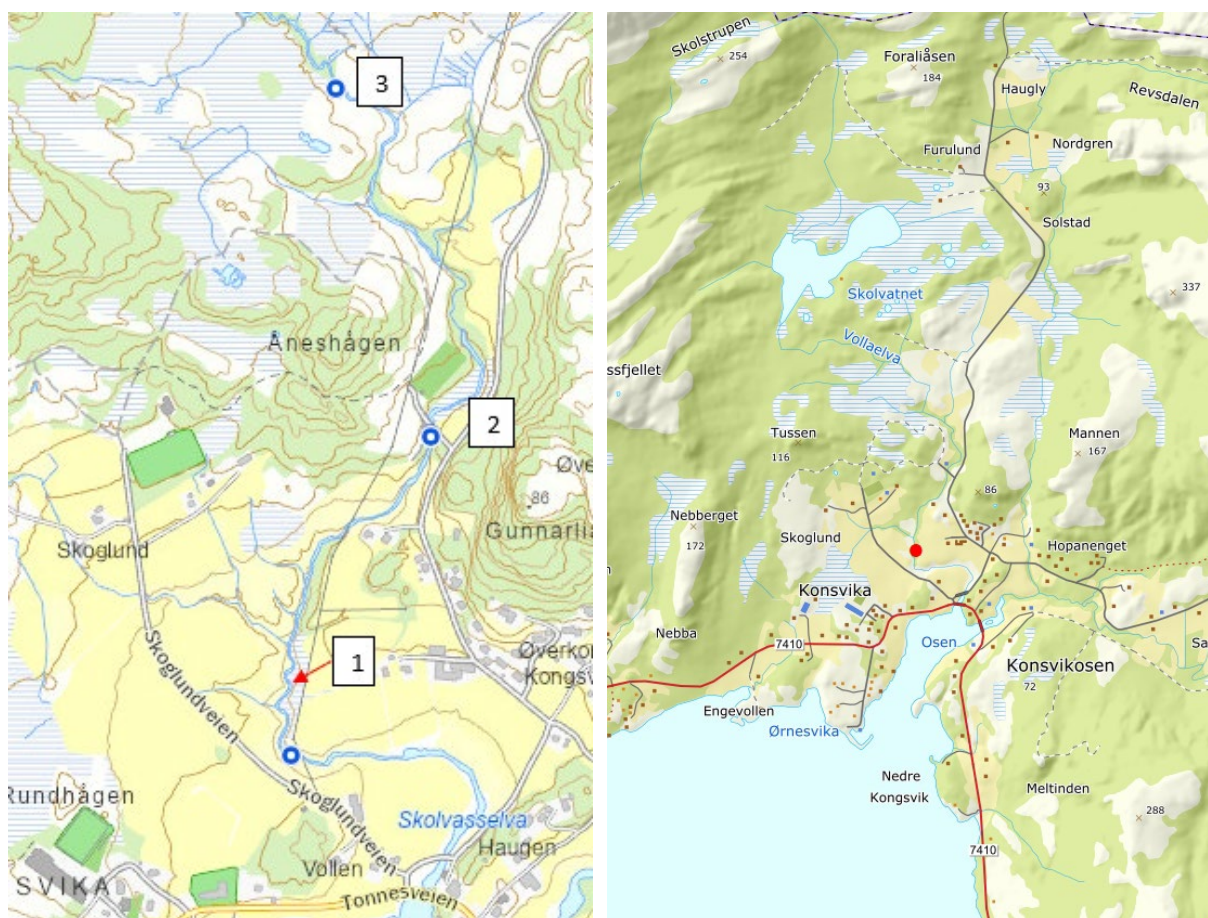 3
Åneshågen
2
86
Øve
Gunnarlia
Skoglund
Skoglundveien
1
Øverkon
Kongsv
Skoglundveien
Rundhågen
Skolvasselva
Haugen
Vollen
SVIKA
Tonnesveien
Skolstrupen
254
Foraliåsen
184
Haugly
Revsdalen
Furulund
Nordgren
93
Solstad
337
Skolvatnet
Vollaelva
ssfjellet
Tussen
116
Mannen
167
86
Nebberget
172
Skoglund
Hopanenget
n
Konsvika
Nebba
7410
Osen
Sa
Konsvikosen
72
Engevollen
Ørnesvika
Nedre
Kongsvik
Meltinden
288
7410